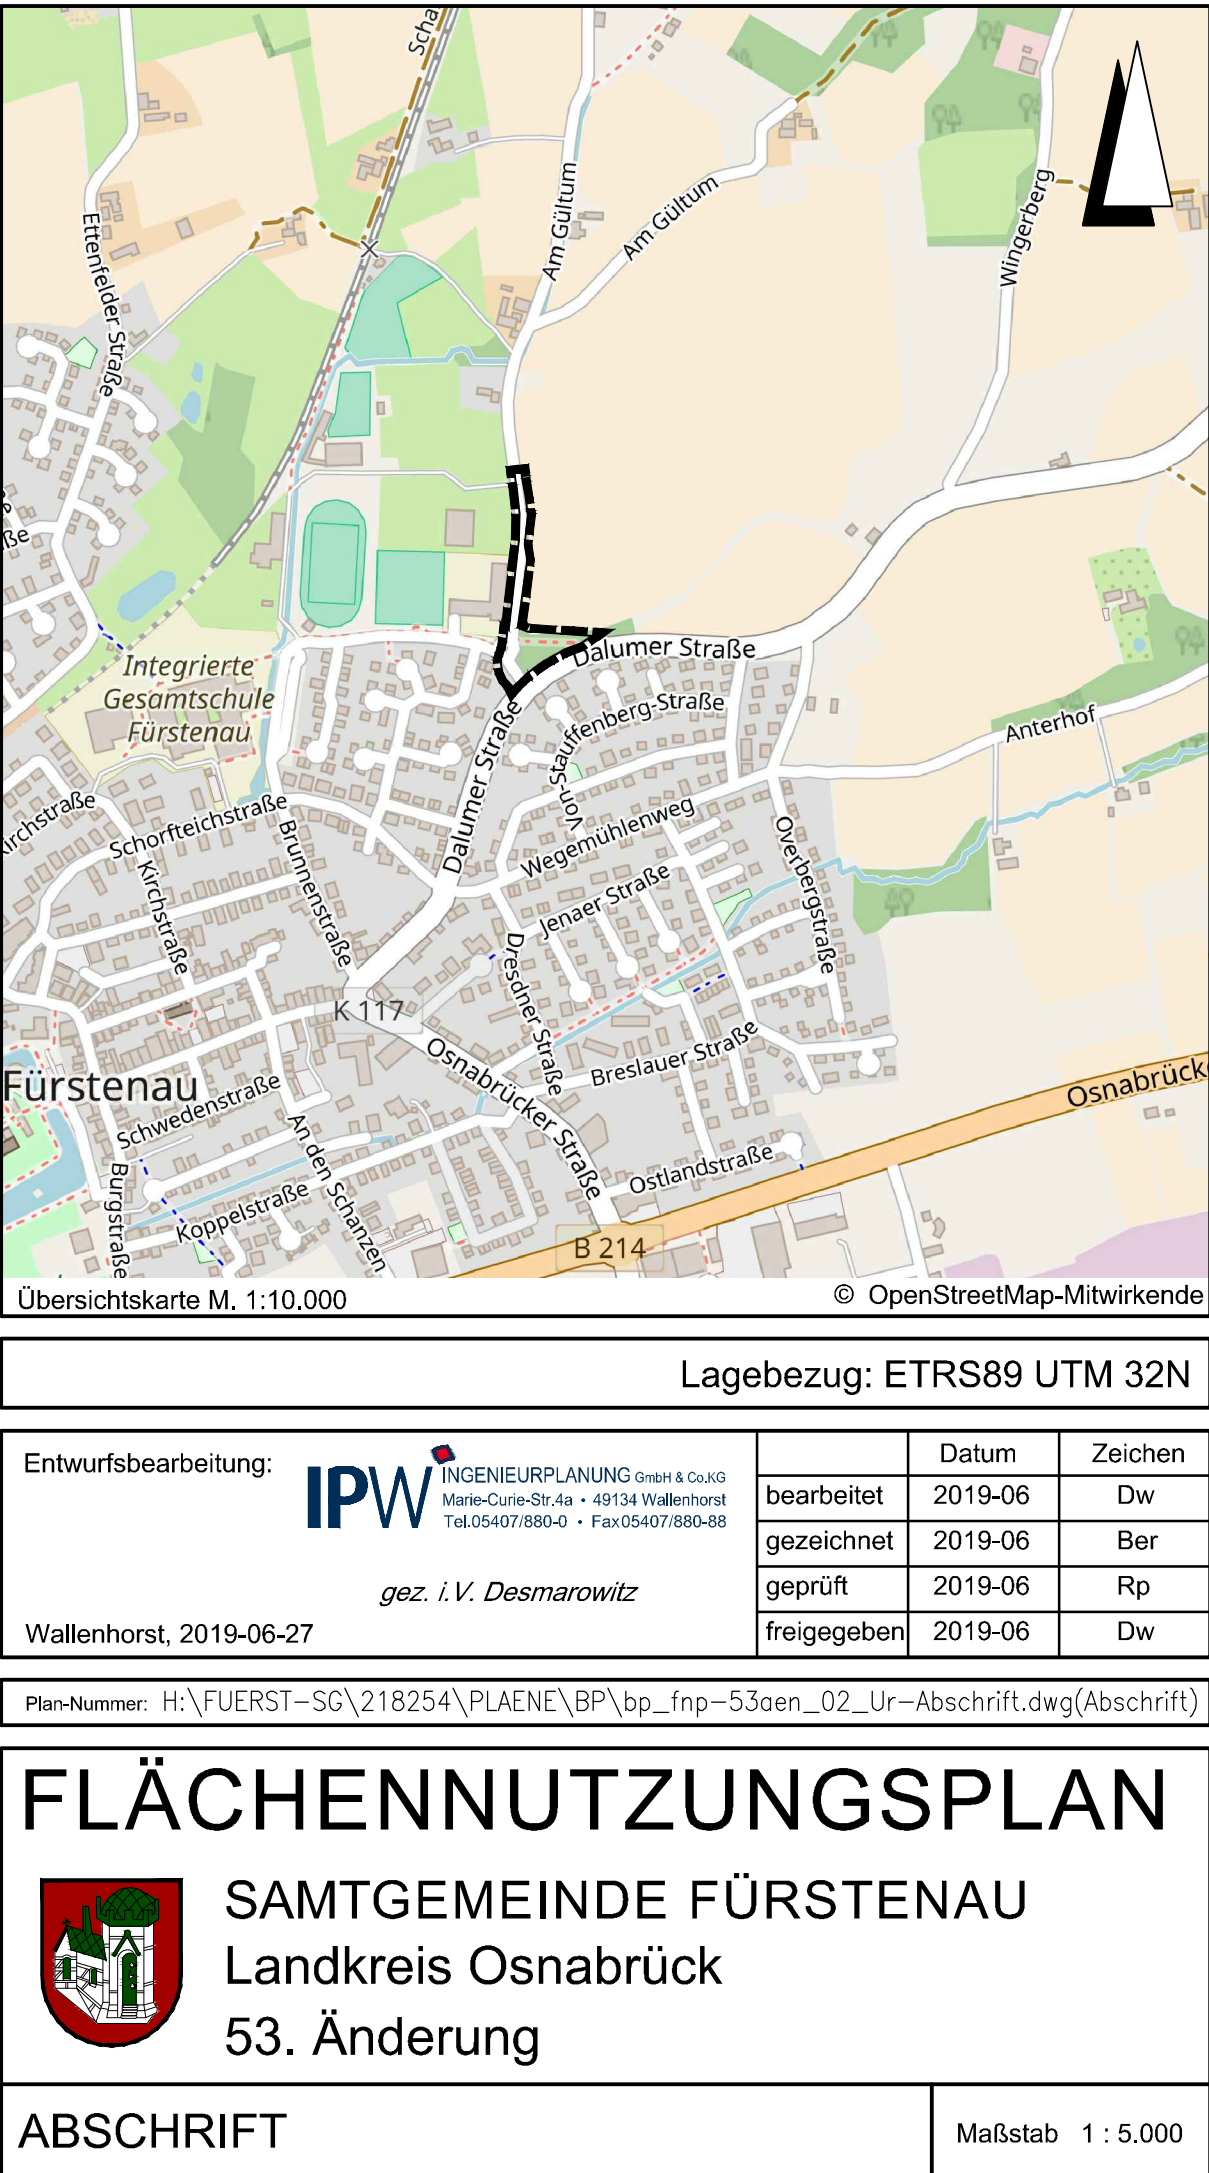 Scha
Ettenfelder Straße
Am Gültum
Am Gültum
Wingerberg
ße
Integrierte
Gesamtschule
Fürstenau
Dalumer Straße
Von-Stauffenberg-Straße
Anterhof
Dalumer Straße
Kirchstraße
Schorfteichstraße
Brunnenstraße
Wegemühlenweg
Overbergstraße
Kirchstraße
Jenaer Straße
Dresdner Straße
K 117
Osnabrücker Straße
Breslauer Straße
Osnabrück
Fürstenau
Schwedenstraße
An den Schanzen
Burgstraße
Koppelstraße
Ostlandstraße
B 214
Übersichtskarte M. 1:10.000
© OpenStreetMap-Mitwirkende
Lagebezug: ETRS89 UTM 32N
Entwurfsbearbeitung:
IPW INGENIEURPLANUNG GmbH & Co.KG
Marie-Curie-Str.4a • 49134 Wallenhorst
Tel.05407/880-0 • Fax05407/880-88
gez. i.V. Desmarowitz
Wallenhorst, 2019-06-27
Datum Zeichen
bearbeitet 2019-06 Dw
gezeichnet 2019-06 Ber
geprüft 2019-06 Rp
freigegeben 2019-06 Dw
Plan-Nummer: H:\FUERST-SG\218254\PLAENE\BP\bp_fnp-53aen_02_Ur-Abschrift.dwg(Abschrift)
FLÄCHENNUTZUNGSPLAN
SAMTGEMEINDE FÜRSTENAU
Landkreis Osnabrück
53. Änderung
ABSCHRIFT
Maßstab 1 : 5.000